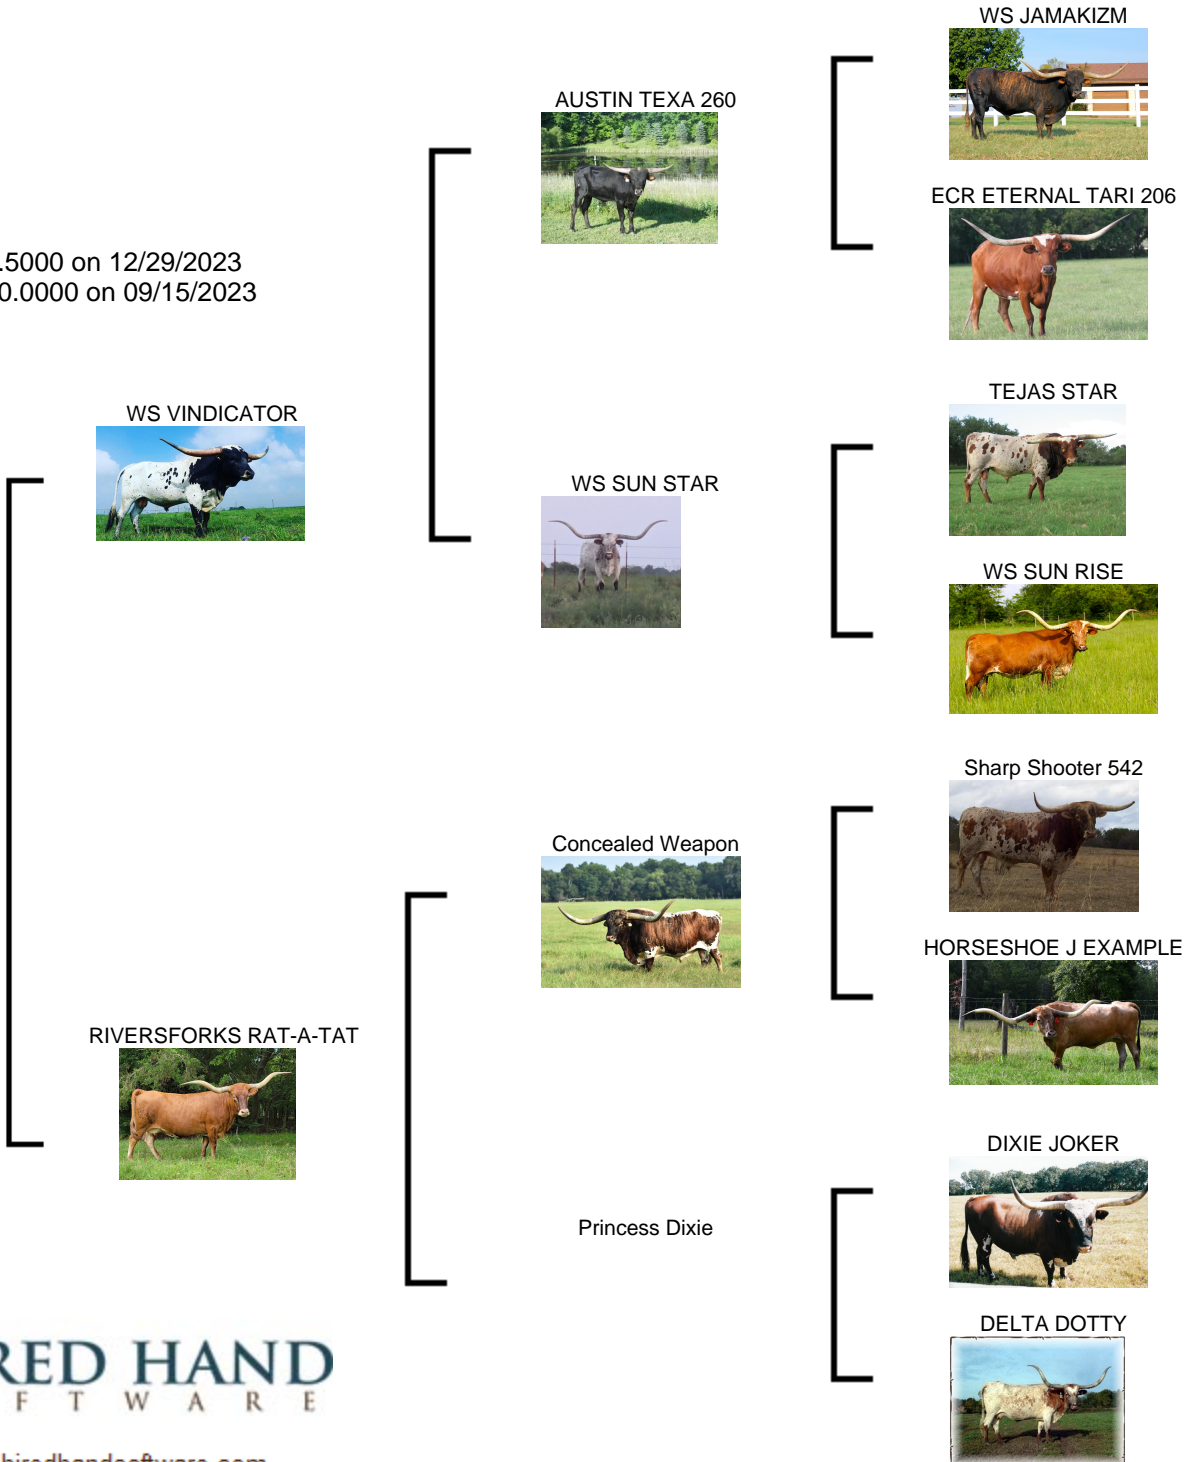 WS JAMAKIZM
AUSTIN TEXA 260
ECR ETERNAL TARI 206
.5000 on 12/29/2023
0.0000 on 09/15/2023
TEJAS STAR
WS VINDICATOR
WS SUN STAR
WS SUN RISE
Sharp Shooter 542
Concealed Weapon
HORSESHOE J EXAMPLE
RIVERSFORKS RAT-A-TAT
DIXIE JOKER
Princess Dixie
DELTA DOTTY
RED HAND
F T W A R E
hiredhandsoftware.com